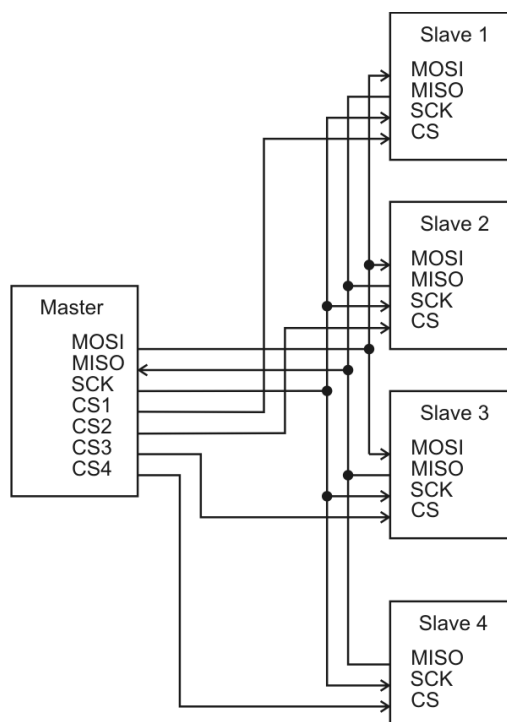 Slave 1
MOSI
MISO
SCK
CS
Slave 2
MOSI
MISO
SCK
CS
Master
MOSI
MISO
SCK
CS1
CS2
CS3
CS4
Slave 3
MOSI
MISO
SCK
CS
Slave 4
MISO
SCK
CS